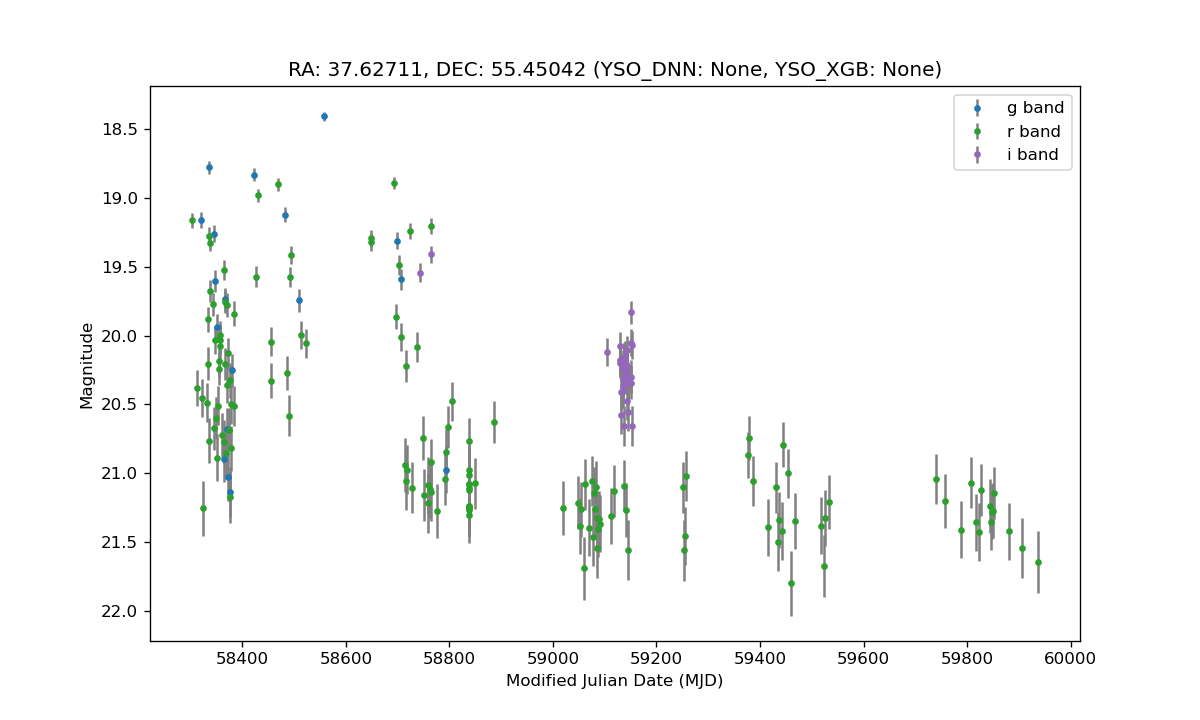 RA: 37.62711, DEC: 55.45042 (YSO_DNN: None, YSO_XGB: None)
g band
r band
i band
18.5
19.0
19.5
20.0
20.5
21.0
21.5
22.0
Magnitude
58400 58600 58800 59000 59200 59400 59600 59800 60000
Modified Julian Date (MJD)